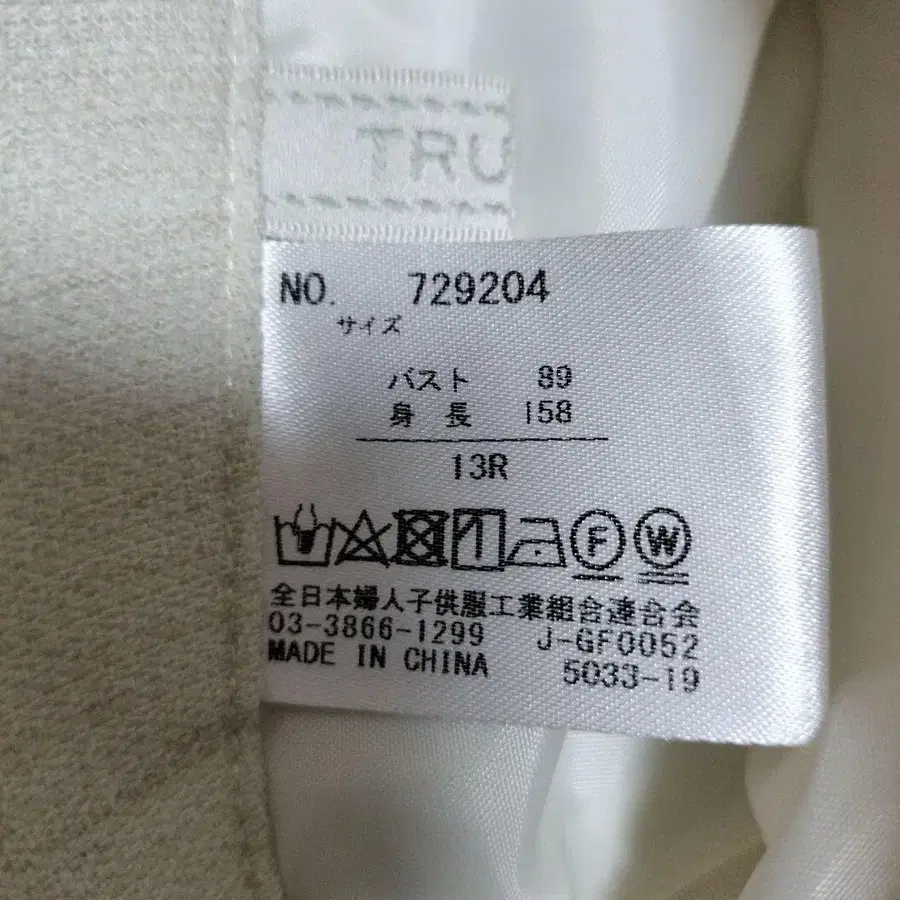 TRU
NO. 729204
サイズ
バスト 89
身長 158
13R
F W
全日本婦人子供服工業組合連合会
03-3866-1299 J-GF0052
MADE IN CHINA 5033-19